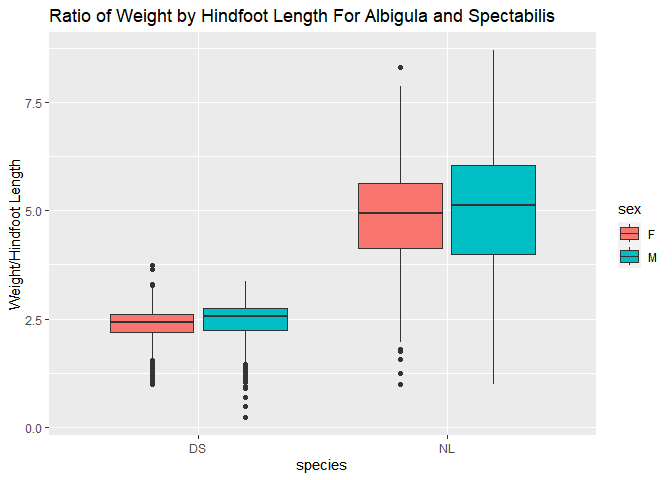 Ratio of Weight by Hindfoot Length For Albigula and Spectabilis
Weight/Hindfoot Length
7.5
5.0
2.5
0.0
DS
NL
species
sex
F
M